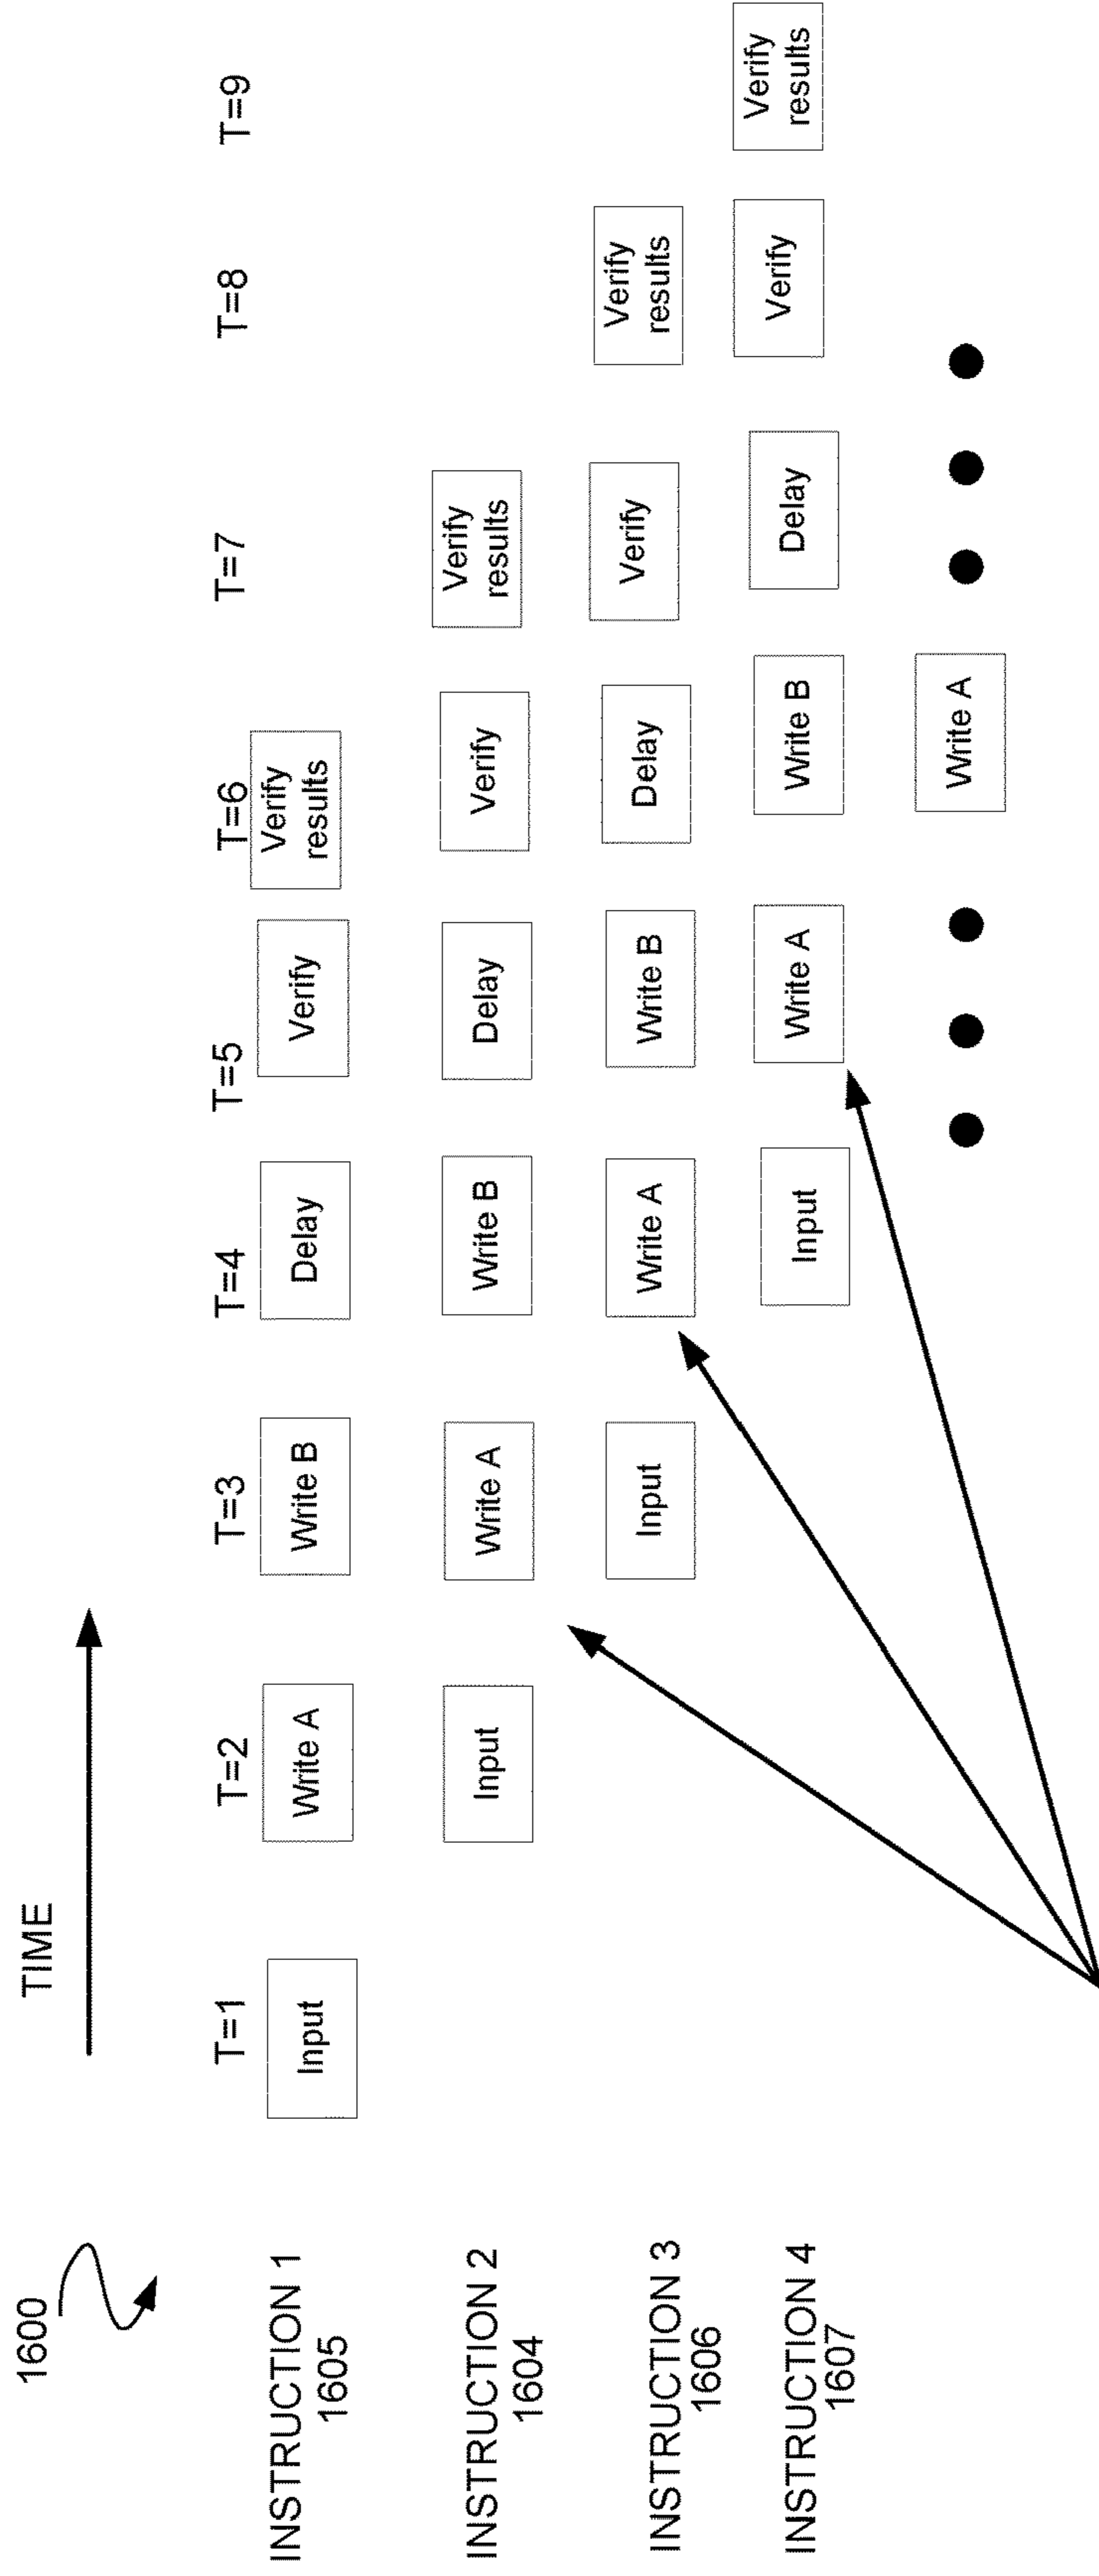 1600
TIME
T=1
T=2
T=3
T=4
T=5
T=6
T=7
T=8
T=9
INSTRUCTION 1
1605
Input
Write A
Write B
Delay
Verify
Verify
results
INSTRUCTION 2
1604
Input
Write A
Write B
Delay
Verify
Verify
results
INSTRUCTION 3
1606
Input
Write A
Write B
Delay
Verify
Verify
results
INSTRUCTION 4
1607
Input
Write A
Write B
Delay
Verify
Verify
results
Write A